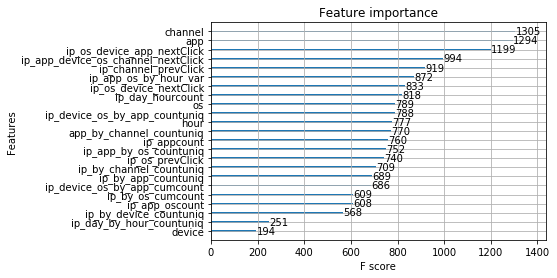 Feature importance
channel 1305
app 1294
ip_os_device_app_nextClick 1199
ip_app_device_os_channel_nextClick 994
ip_channel_prevClick 919
ip_app_os_by_hour_var 872
ip_os_device_nextClick 833
ip_day_hourcount 818
os 789
ip_device_os_by_app_countuniq 788
hour 777
app_by_channel_countuniq 770
ip_appcount 760
ip_app_by_os_countuniq 752
ip_os_prevClick 740
ip_by_channel_countuniq 709
ip_by_app_countuniq 689
ip_device_os_by_app_cumcount 686
ip_by_os_cumcount 609
ip_app_oscount 608
ip_by_device_countuniq 568
ip_day_by_hour_countuniq 251
device 194
Features
0 200 400 600 800 1000 1200 1400
F score